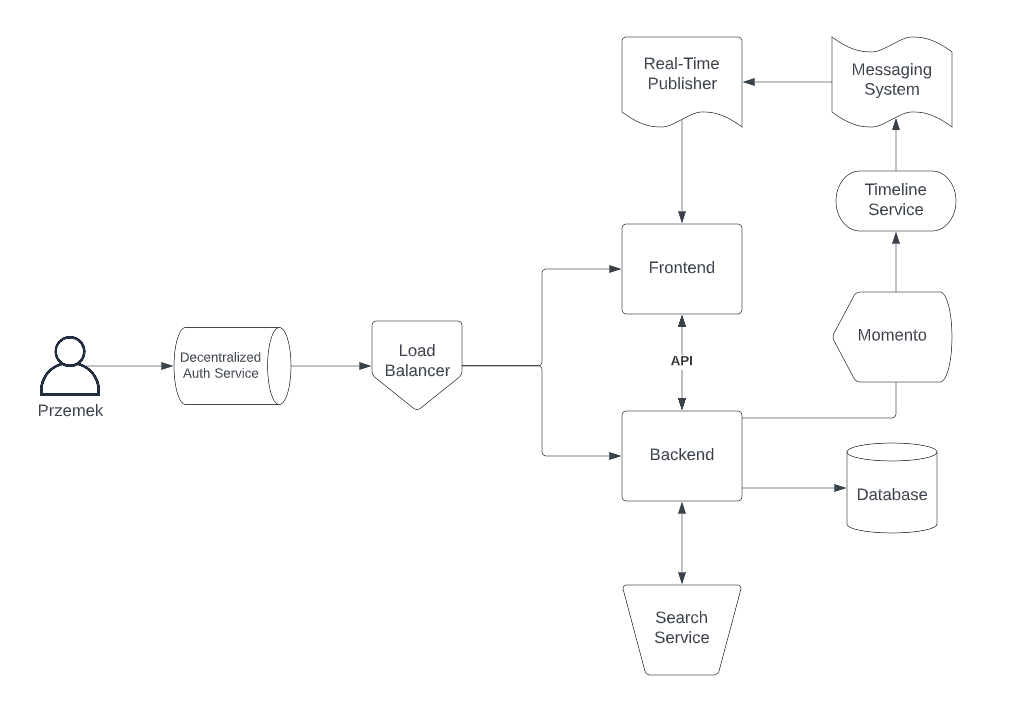 Real-Time
Publisher
Messaging
System
Timeline
Service
Frontend
Momento
API
Decentralized
Auth Service
Load
Balancer
Przemek
Backend
Database
Search
Service